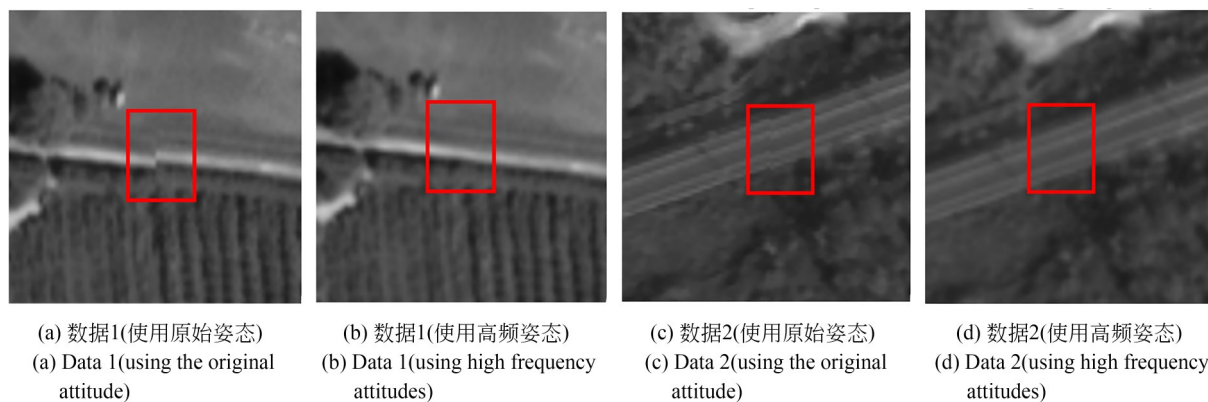 (a) 数据1(使用原始姿态)
(a) Data 1(using the original
attitude)
(b) 数据1(使用高频姿态)
(b) Data 1(using high frequency
attitudes)
(c) 数据2(使用原始姿态)
(c) Data 2(using the original
attitude)
(d) 数据2(使用高频姿态)
(d) Data 2(using high frequency
attitudes)